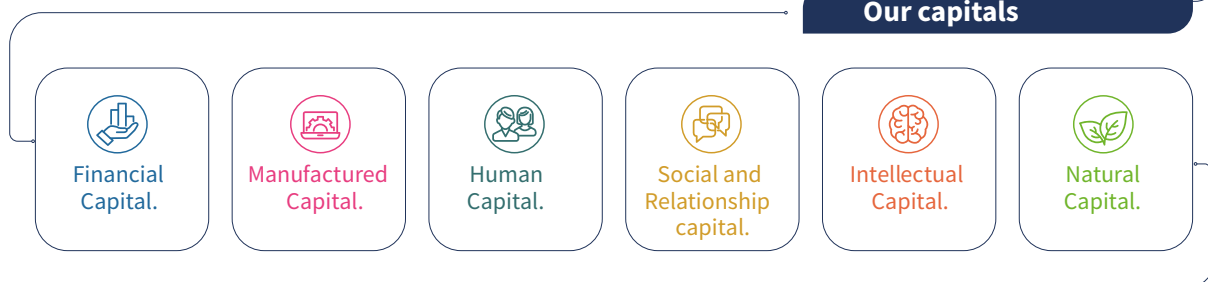 Our capitals
Financial
Capital.
Manufactured
Capital.
Human
Capital.
Social and
Relationship
capital.
Intellectual
Capital.
Natural
Capital.